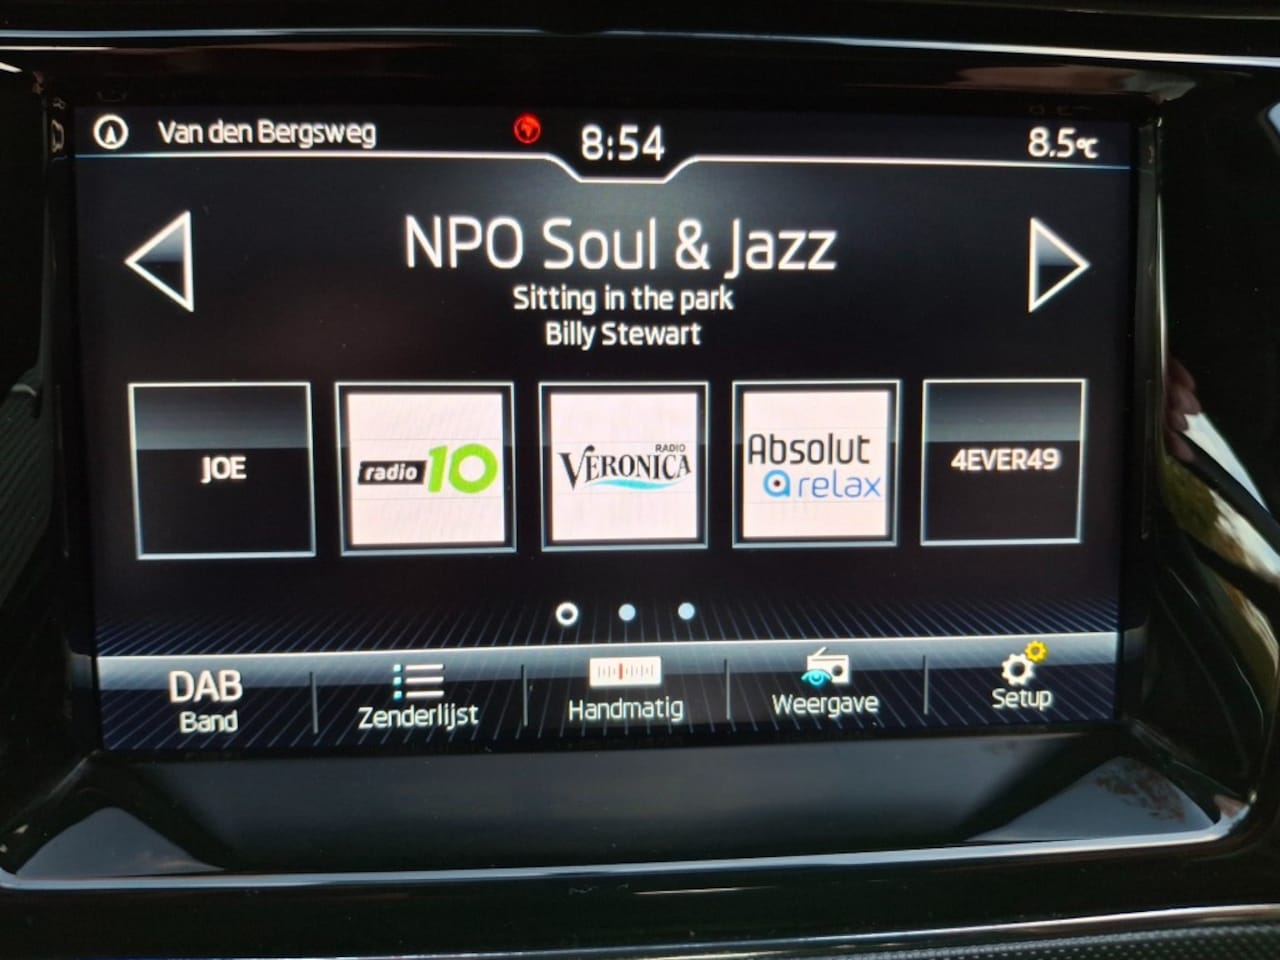 Van den Bergsweg
8:54
8.5°C
NPO Soul & Jazz
Sitting in the park
Billy Stewart
JOE
radio 10
RADIO
VERONICA
Absolut
relax
4EVER49
DAB
Band
Zenderlijst
Handmatig
Weergave
Setup